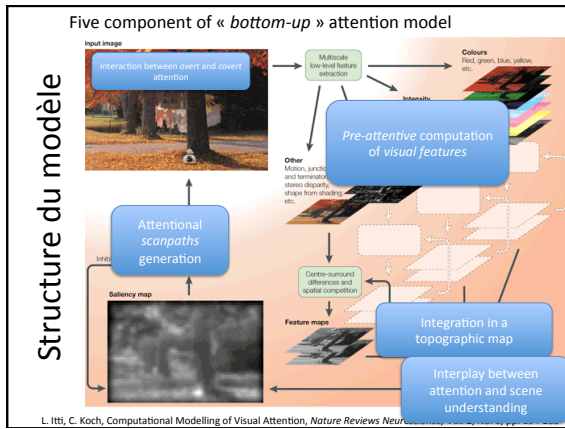 Five component of « bottom-up » attention model
Structure du modèle
Input image
Interaction between overt and covert
attention
Multiscale
low-level feature
extraction
Colours
Red, green, blue, yellow,
etc.
Intensity
Pre-attentive computation
of visual features
Other
Motion, junctio
and terminator
stereo disparity,
shape from shading,
etc.
Attentional
scanpaths
generation
Inhib
Centre–surround
differences and
spatial competition
Saliency map
Feature maps
Integration in a
topographic map
Interplay between
attention and scene
understanding
L. Itti, C. Koch, Computational Modelling of Visual Attention, Nature Reviews